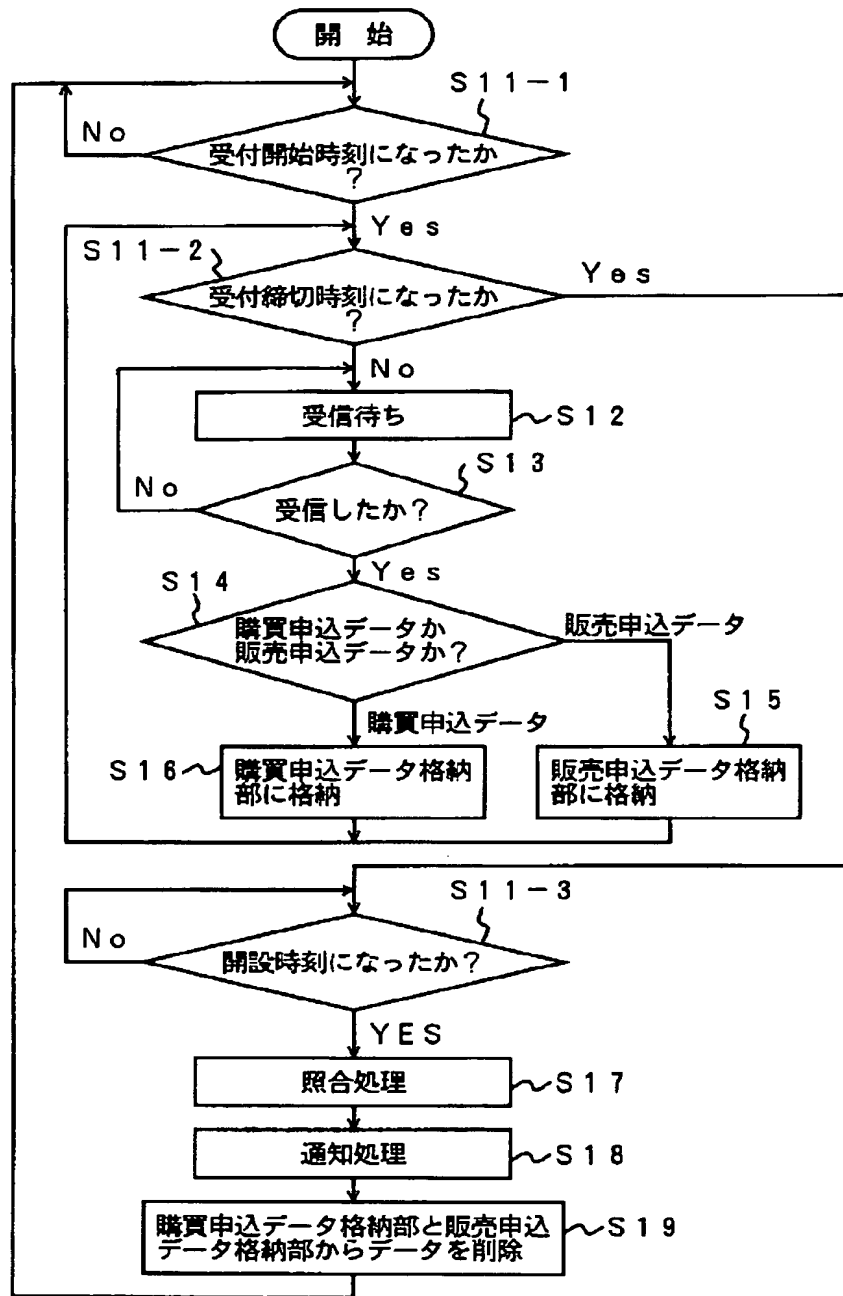 開 始
S11-1
No
受付開始時刻になったか
?
Yes
S11-2
Yes
受付締切時刻になったか
?
No
受信待ち
S12
S13
No
受信したか?
Yes
S14
購買申込データか
販売申込データか?
販売申込データ
購買申込データ
S15
S16
購買申込データ格納
部に格納
販売申込データ格納
部に格納
S11-3
No
開設時刻になったか?
YES
照合処理
S17
通知処理
S18
購買申込データ格納部と販売申込
データ格納部からデータを削除
S19